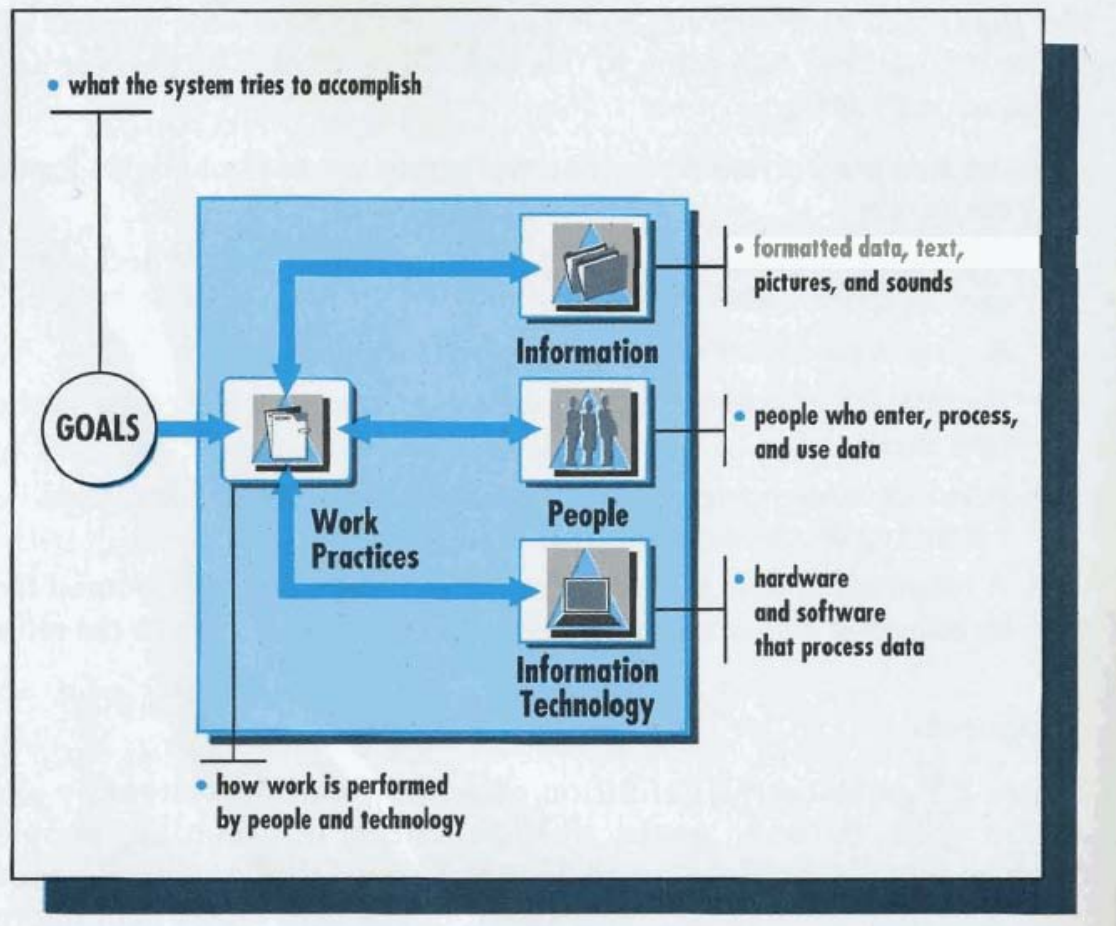 • what the system tries to accomplish
• formatted data, text,
pictures, and sounds
Information
GOALS
• people who enter, process,
and use data
People
Work
Practices
• hardware
and software
that process data
Information
Technology
• how work is performed
by people and technology